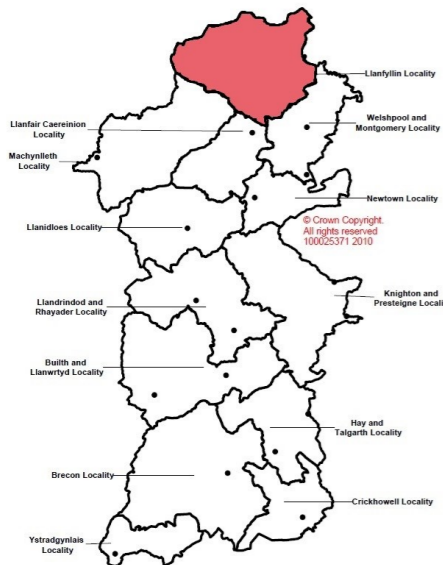 Llanfyllin Locality
Llanfair Caereinion
Locality
Welshpool and
Montgomery Locality
Machynlleth
Locality
Newtown Locality
© Crown Copyright.
All rights reserved
100025371 2010
Llanidloes Locality
Llandrindod and
Rhayader Locality
Knighton and
Presteigne Locali
Builth and
Llanwrtyd Locality
Hay and
Talgarth Locality
Brecon Locality
Crickhowell Locality
Ystradgynlais
Locality